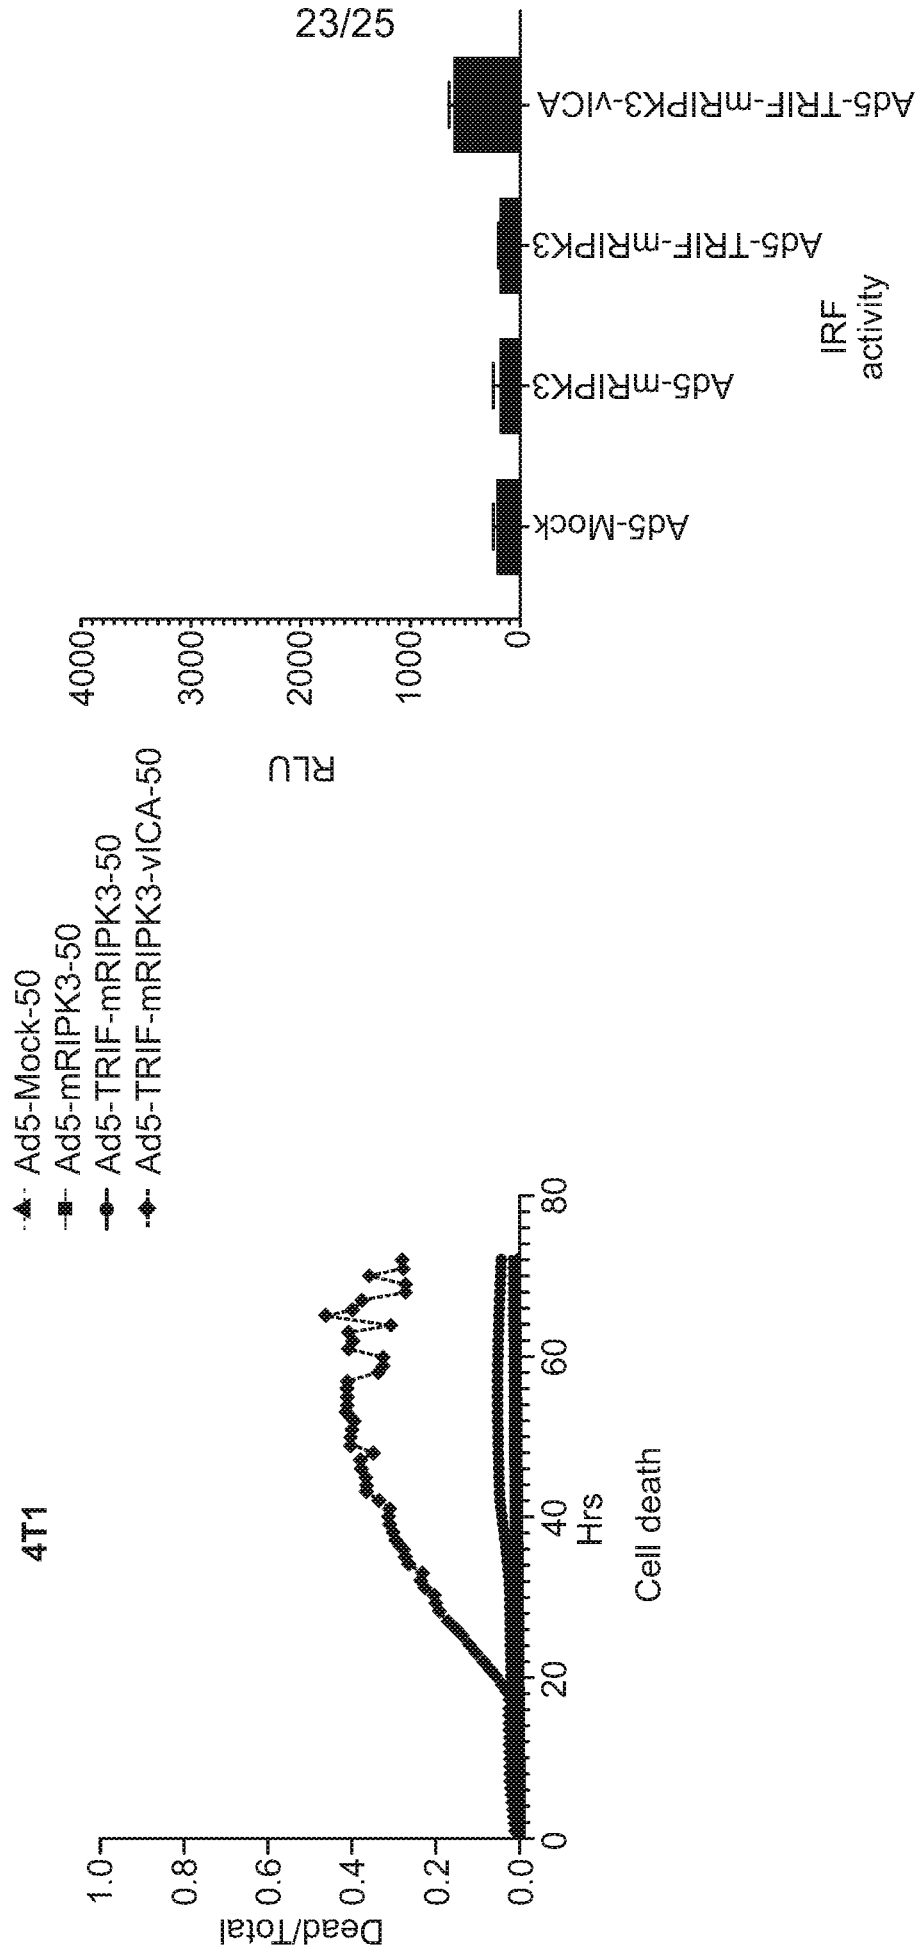 23/25
4T1
Ad5-Mock-50
Ad5-mRIPK3-50
Ad5-TRIF-mRIPK3-50
Ad5-TRIF-mRIPK3-vICA-50
Dead/Total
1.0
0.8
0.6
0.4
0.2
0.0
0
20
40
60
80
Hrs
Cell death
RLU
4000
3000
2000
1000
0
Ad5-Mock
Ad5-mRIPK3
Ad5-TRIF-mRIPK3
Ad5-TRIF-mRIPK3-vICA
IRF
activity